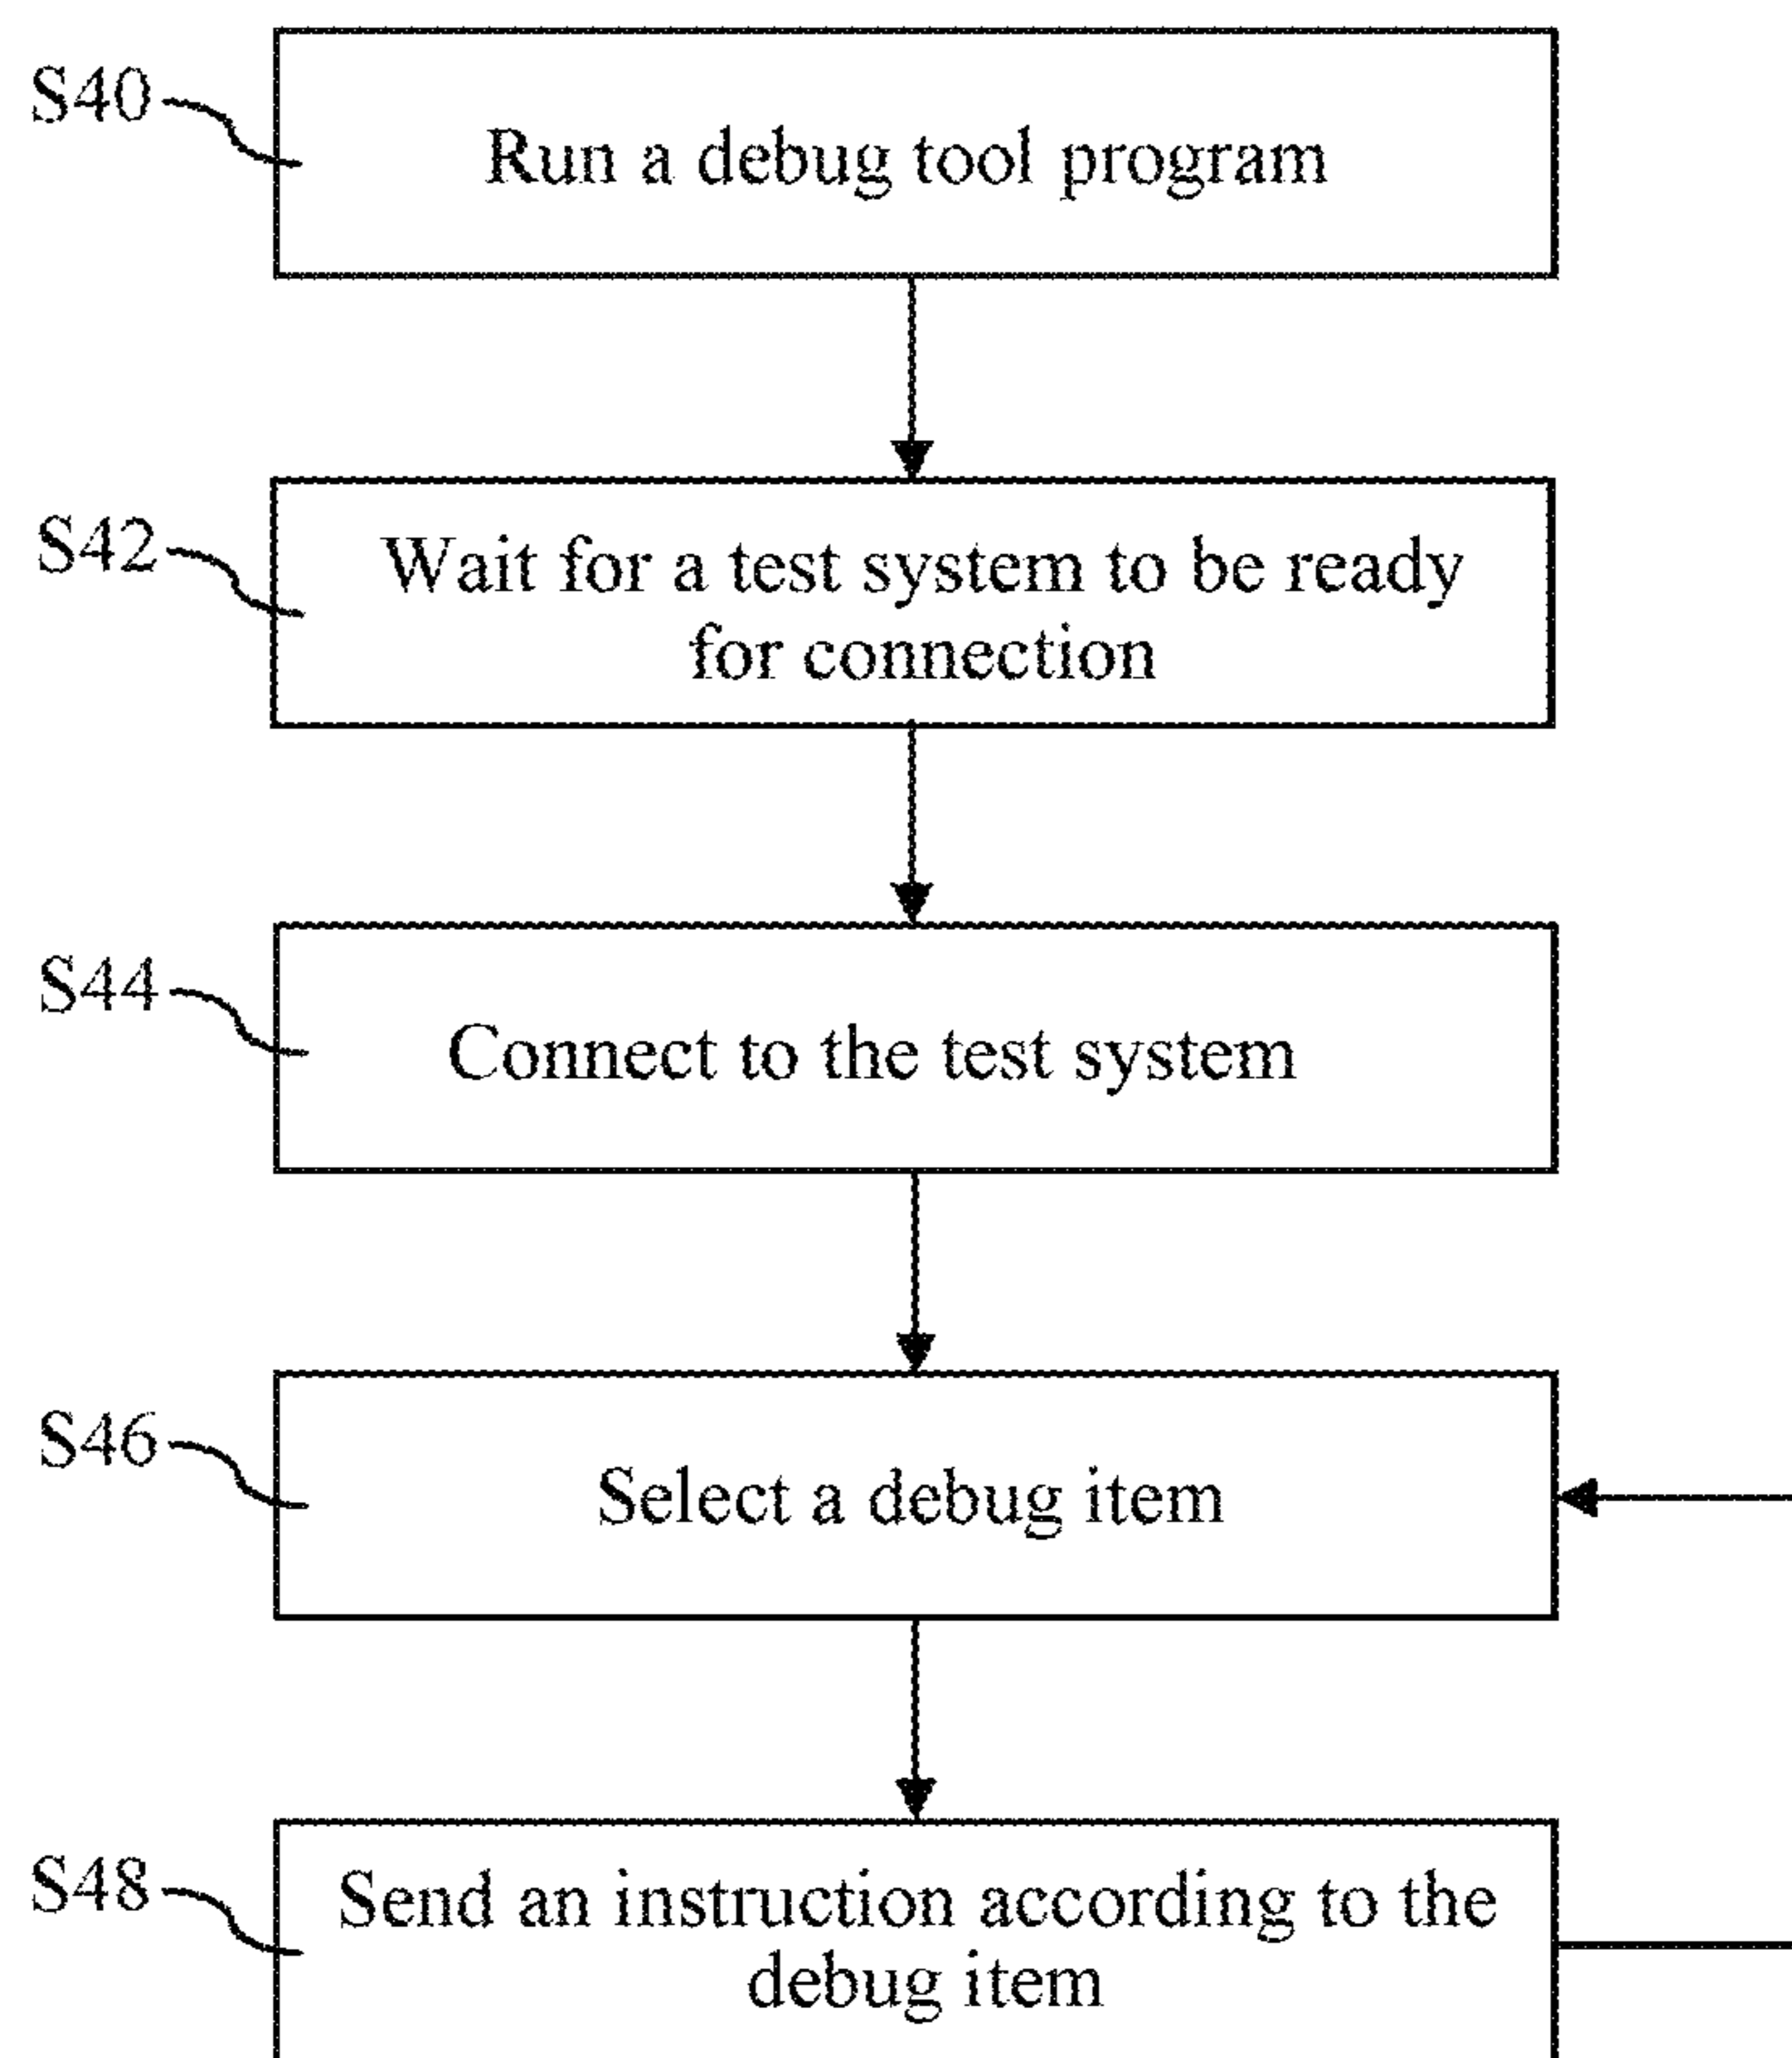 S40
Run a debug tool program
S42
Wait for a test system to be ready
for connection
S44
Connect to the test system
S46
Select a debug item
S48
Send an instruction according to the
debug item